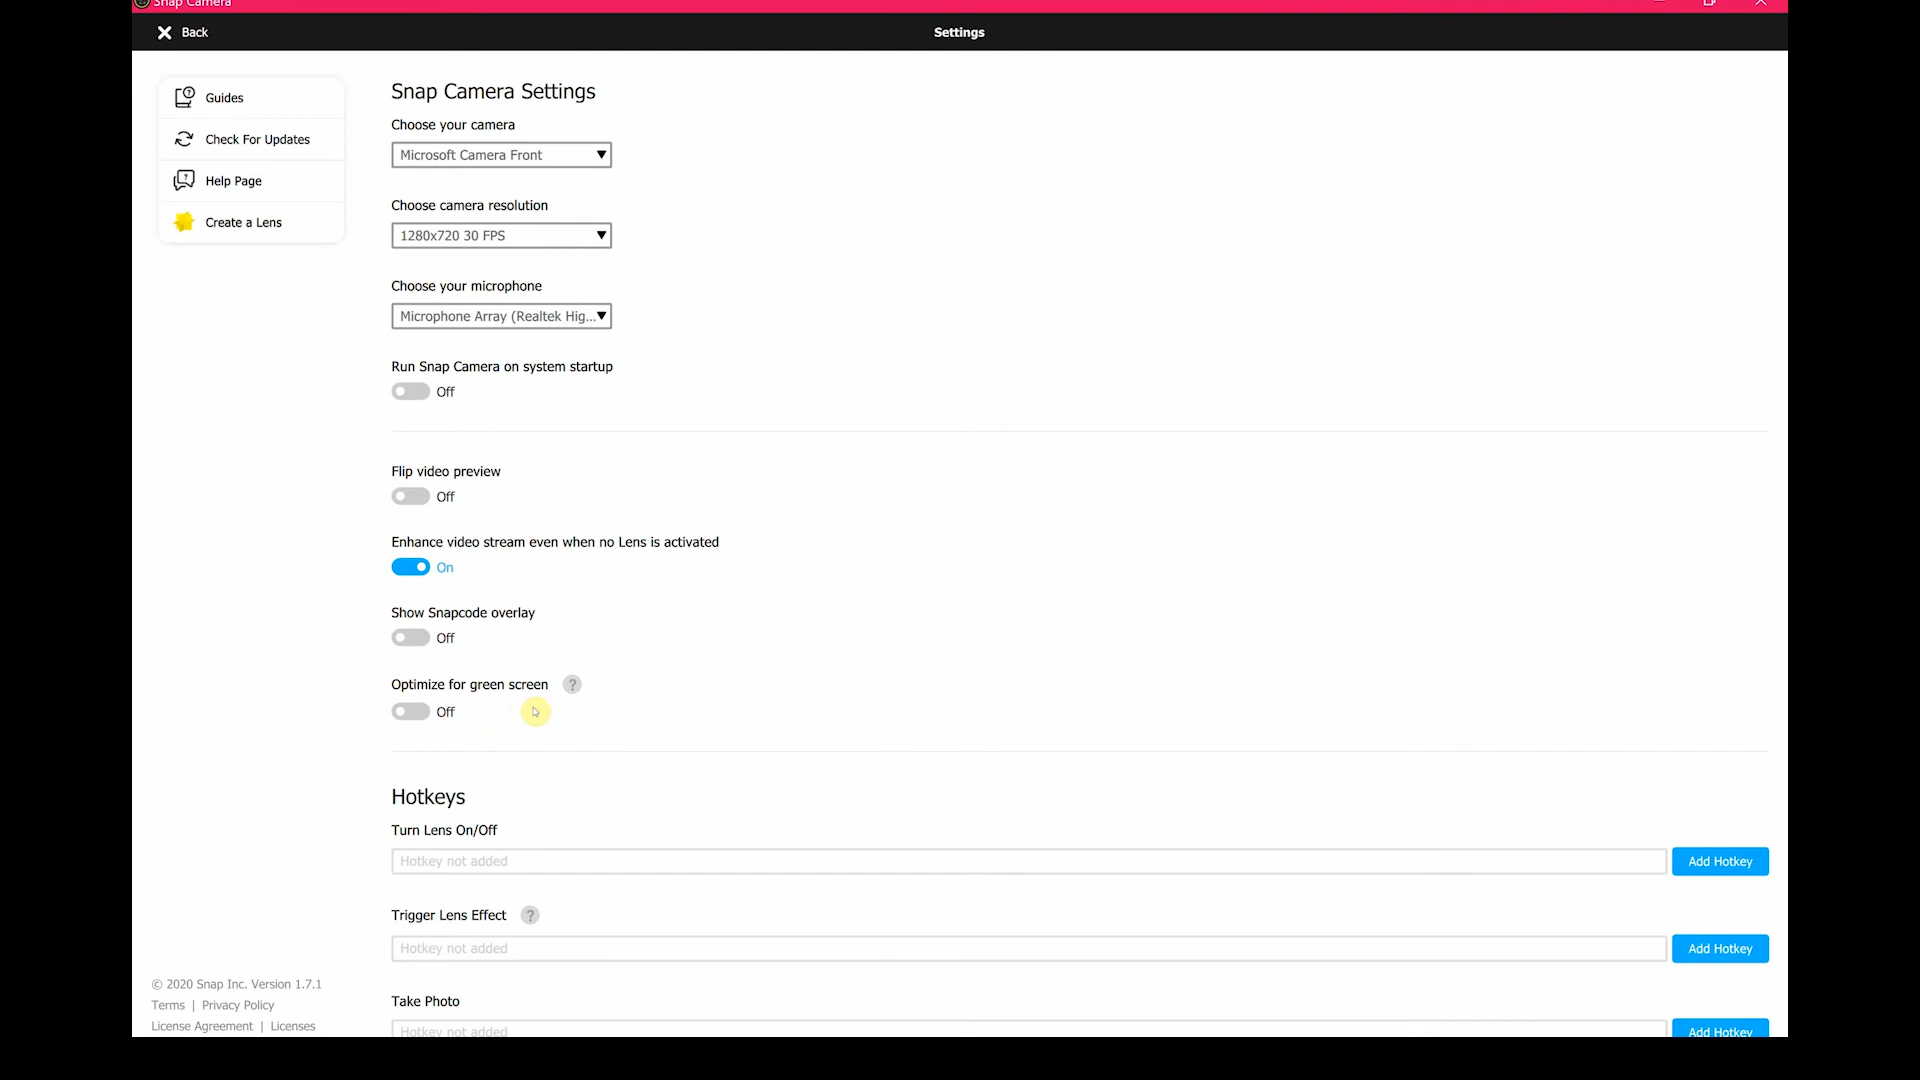 Snap Camera
Back
Settings
Guides
Check For Updates
Help Page
Create a Lens
Snap Camera Settings
Choose your camera
Microsoft Camera Front
Choose camera resolution
1280x720 30 FPS
Choose your microphone
Microphone Array (Realtek Hig...
Run Snap Camera on system startup
Off
Flip video preview
Off
Enhance video stream even when no Lens is activated
On
Show Snapcode overlay
Off
Optimize for green screen ?
Off
Hotkeys
Turn Lens On/Off
Hotkey not added Add Hotkey
Trigger Lens Effect ?
Hotkey not added Add Hotkey
Take Photo
Hotkey not added Add Hotkey
© 2020 Snap Inc. Version 1.7.1
Terms | Privacy Policy
License Agreement | Licenses